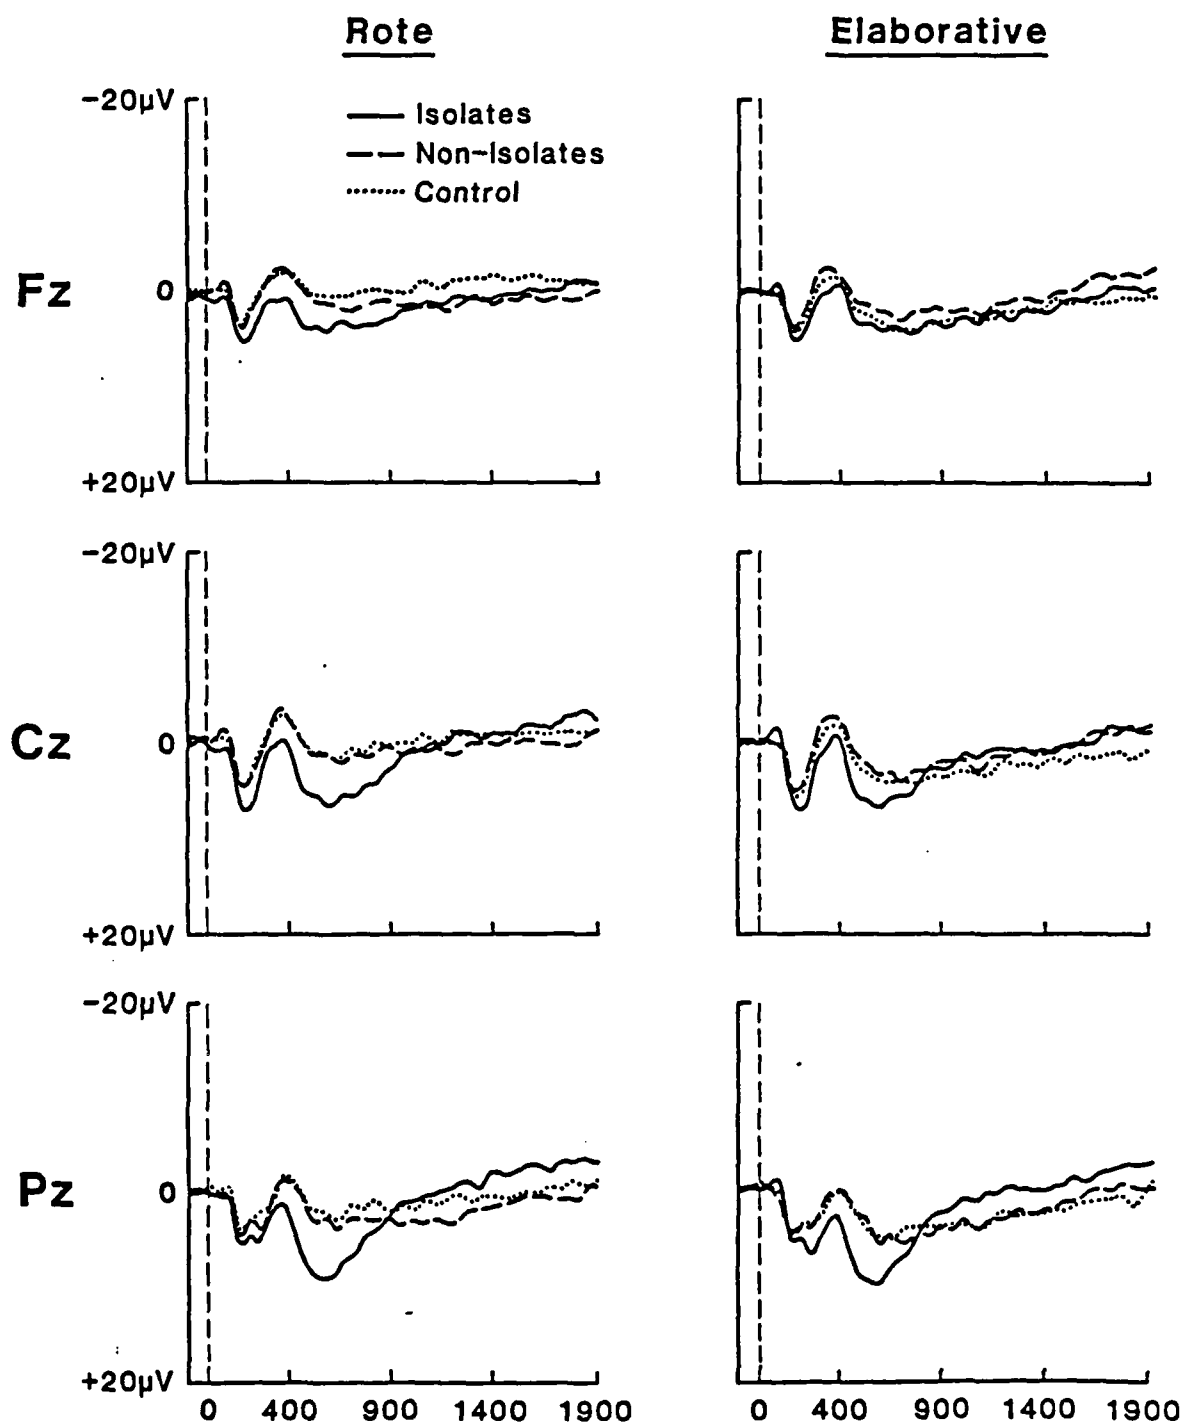 Rote Elaborative
-20µV
Isolates
Non-Isolates
Control
Fz 0
+20µV
-20µV
Cz 0
+20µV
-20µV
Pz 0
+20µV
0 400 900 1400 1900 0 400 900 1400 1900